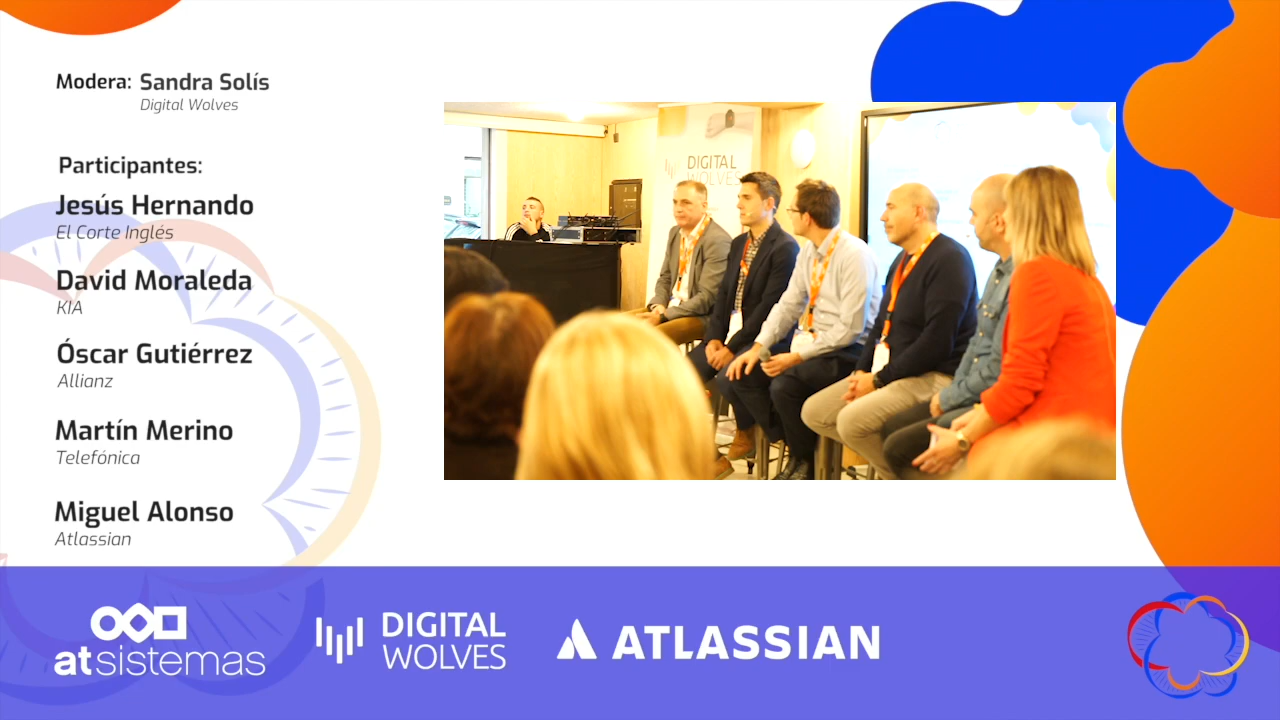 Modera: Sandra Solís
Digital Wolves
Participantes:
Jesús Hernando
El Corte Inglés
David Moraleda
KIA
Óscar Gutiérrez
Allianz
Martín Merino
Telefónica
Miguel Alonso
Atlassian
DIGITAL
WOLVES
atsistemas
DIGITAL
WOLVES
ATLASSIAN